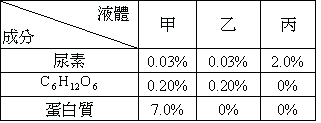 液體
成分
甲 乙 丙
尿素 0.03% 0.03% 2.0%
C₆H₁₂O₆ 0.20% 0.20% 0%
蛋白質 7.0% 0% 0%